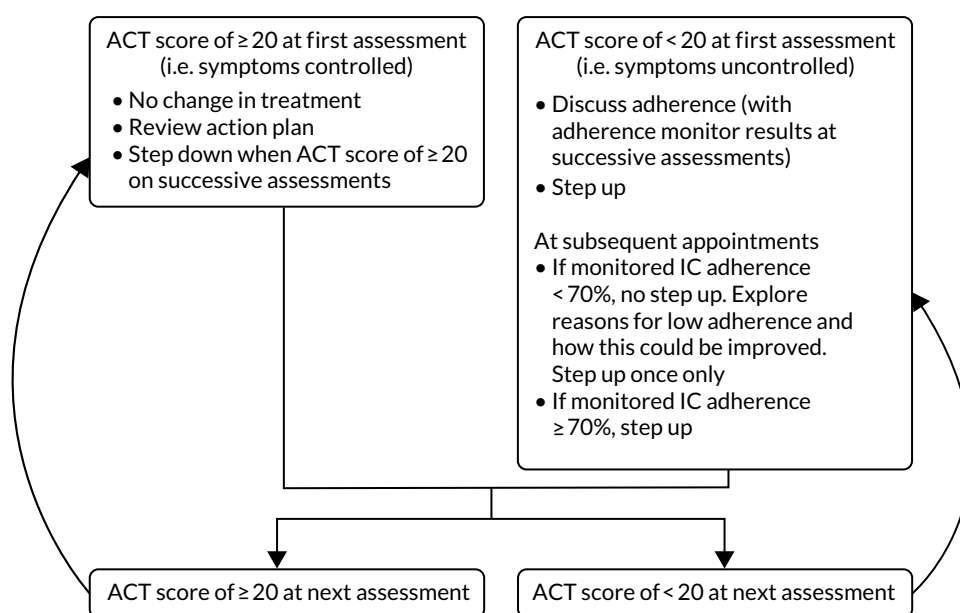 ACT score of ≥ 20 at first assessment
(i.e. symptoms controlled)
• No change in treatment
• Review action plan
• Step down when ACT score of ≥ 20
on successive assessments
ACT score of < 20 at first assessment
(i.e. symptoms uncontrolled)
• Discuss adherence (with
adherence monitor results at
successive assessments)
• Step up
At subsequent appointments
• If monitored IC adherence
< 70%, no step up. Explore
reasons for low adherence and
how this could be improved.
Step up once only
• If monitored IC adherence
≥ 70%, step up
ACT score of ≥ 20 at next assessment
ACT score of < 20 at next assessment